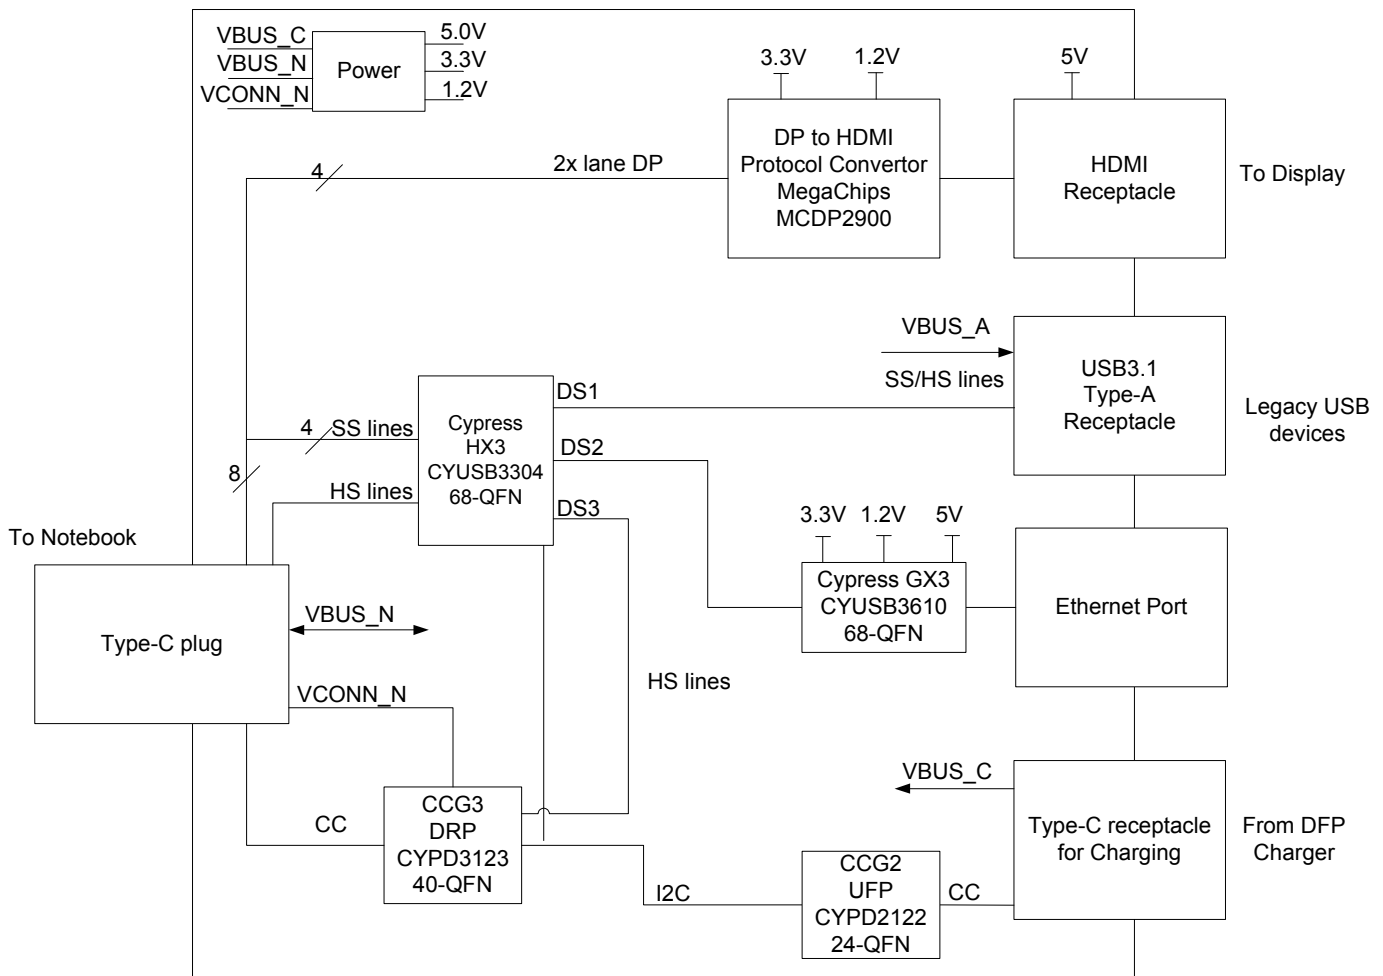 VBUS_C
VBUS_N
VCONN_N
Power
5.0V
3.3V
1.2V
3.3V
1.2V
5V
4
2x lane DP
DP to HDMI
Protocol Convertor
MegaChips
MCDP2900
HDMI
Receptacle
To Display
VBUS_A
SS/HS lines
USB3.1
Type-A
Receptacle
Legacy USB
devices
4
SS lines
8
HS lines
Cypress
HX3
CYUSB3304
68-QFN
DS1
DS2
DS3
3.3V
1.2V
5V
Cypress GX3
CYUSB3610
68-QFN
Ethernet Port
To Notebook
Type-C plug
VBUS_N
VCONN_N
HS lines
CC
CCG3
DRP
CYPD3123
40-QFN
I2C
CCG2
UFP
CYPD2122
24-QFN
CC
VBUS_C
Type-C receptacle
for Charging
From DFP
Charger